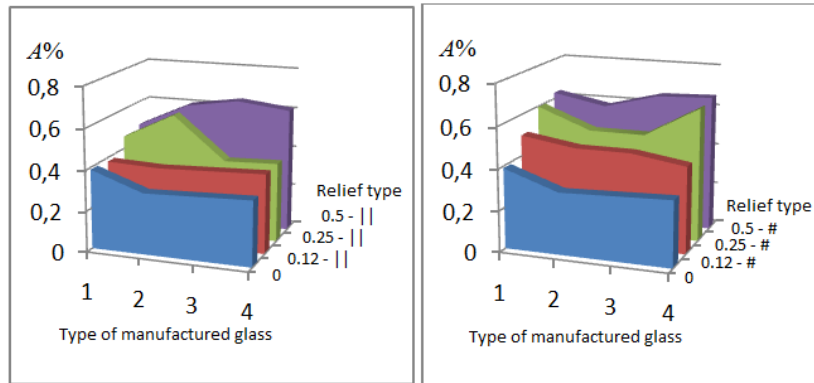 A%
0,8
0,6
0,4
0,2
0
1 2 3 4
Relief type
0.5 - ||
0.25 - ||
0.12 - ||
0
Type of manufactured glass
A%
0,8
0,6
0,4
0,2
0
1 2 3 4
Relief type
0.5 - #
0.25 - #
0.12 - #
0
Type of manufactured glass